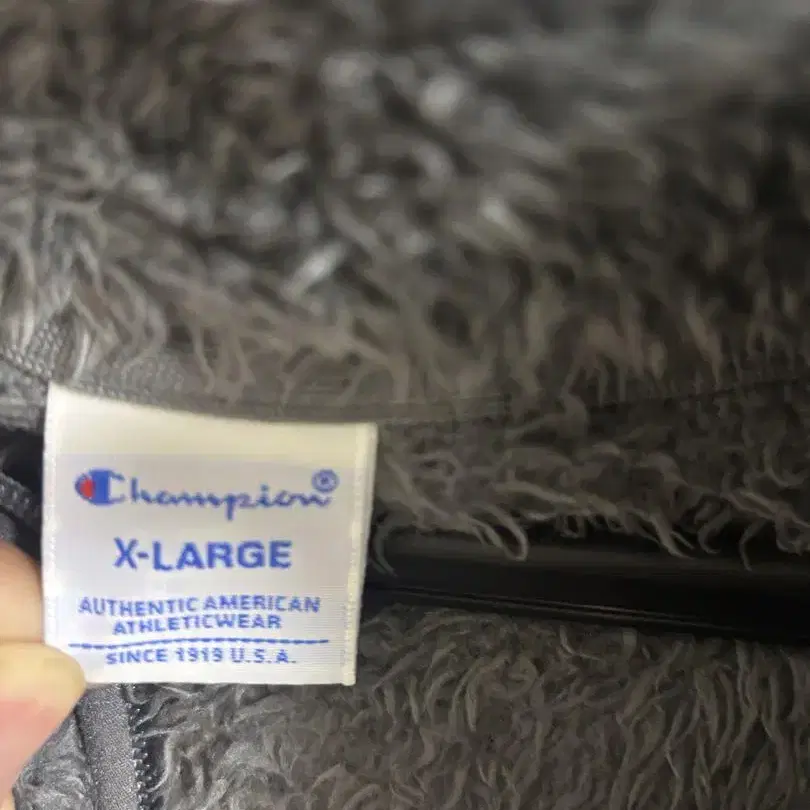 Champion®
X-LARGE
AUTHENTIC AMERICAN
ATHLETICWEAR
SINCE 1919 U.S.A.